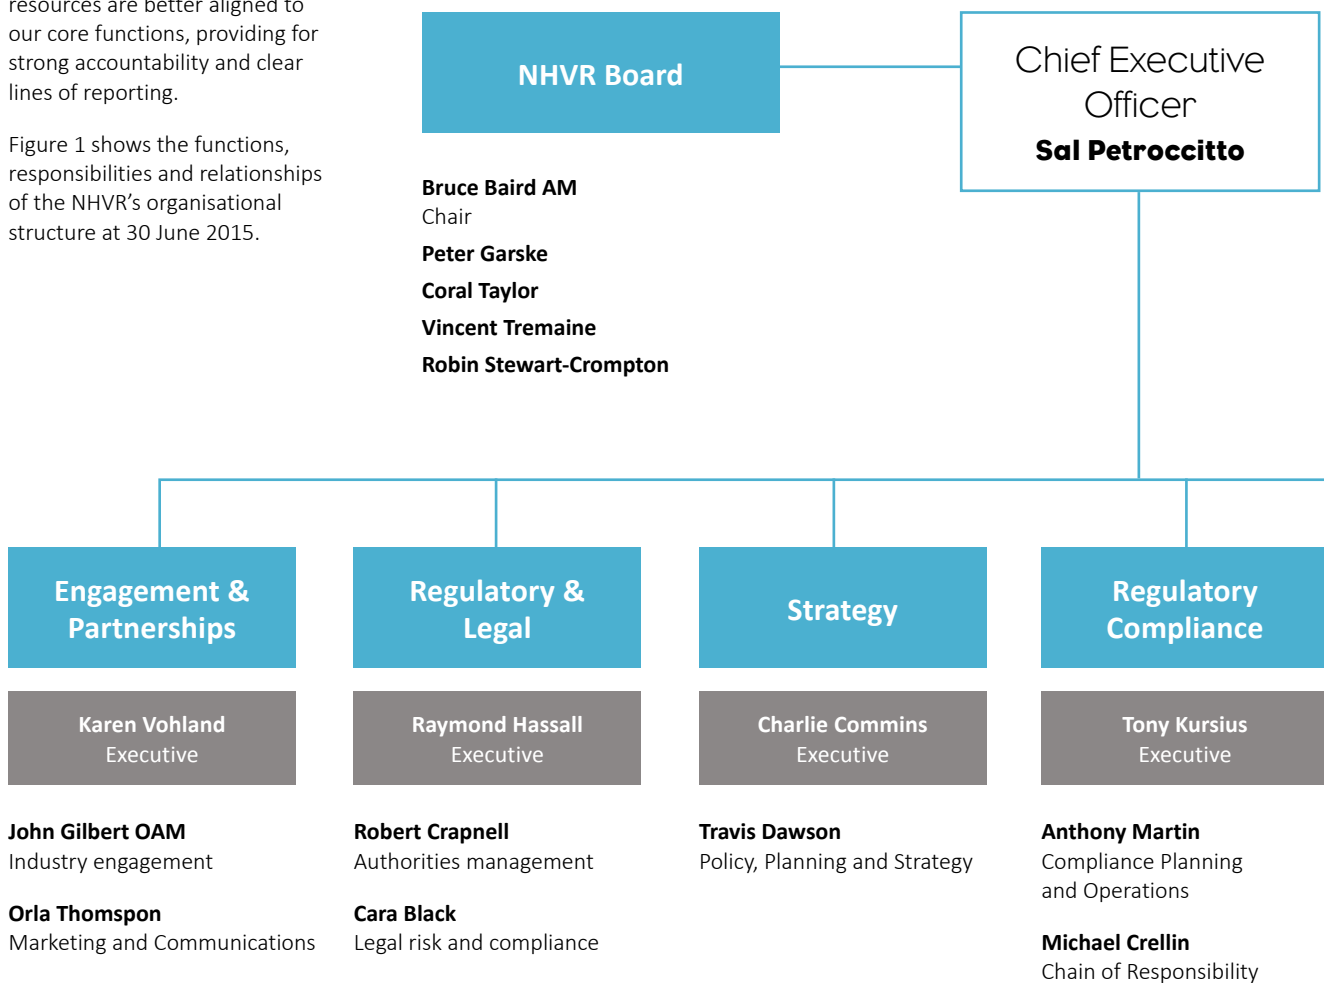 resources are better aligned to
our core functions, providing for
strong accountability and clear
lines of reporting.
Figure 1 shows the functions,
responsibilities and relationships
of the NHVR's organisational
structure at 30 June 2015.
NHVR Board
Bruce Baird AM
Chair
Peter Garske
Coral Taylor
Vincent Tremaine
Robin Stewart-Crompton
Chief Executive
Officer
Sal Petroccitto
Engagement &
Partnerships
Karen Vohland
Executive
John Gilbert OAM
Industry engagement
Orla Thomspon
Marketing and Communications
Regulatory &
Legal
Raymond Hassall
Executive
Robert Crapnell
Authorities management
Cara Black
Legal risk and compliance
Strategy
Charlie Commins
Executive
Travis Dawson
Policy, Planning and Strategy
Regulatory
Compliance
Tony Kursius
Executive
Anthony Martin
Compliance Planning
and Operations
Michael Crellin
Chain of Responsibility